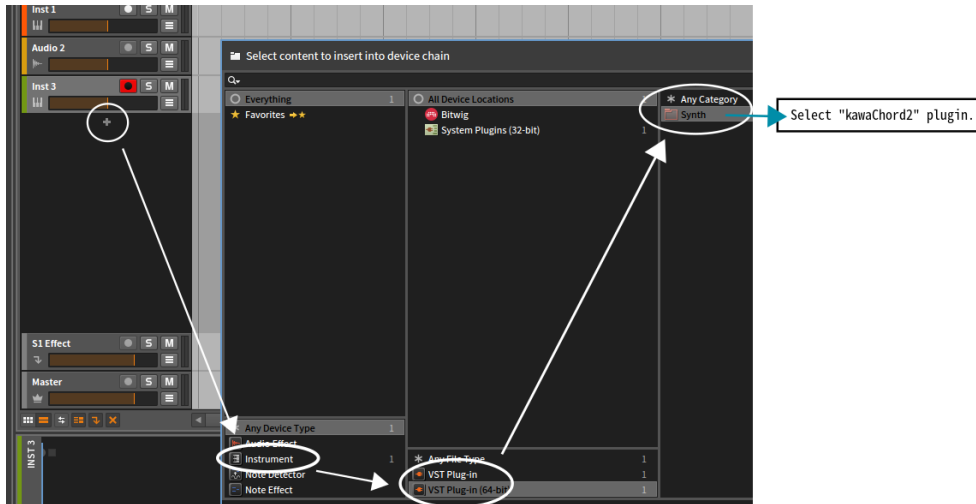 Inst 1
S M
Audio 2
S M
Inst 3
S M
+
Select content to insert into device chain
Everything 1
Favorites
All Device Locations 1
Bitwig
System Plugins (32-bit) 1
Any Category
Synth
Select "kawaChord2" plugin.
S1 Effect
S M
Master
S M
INST 3
Any Device Type 1
Audio Effect
Instrument 1
Note Detector
Note Effect
Any File Type 1
VST Plug-in 1
VST Plug-in (64-bit) 1